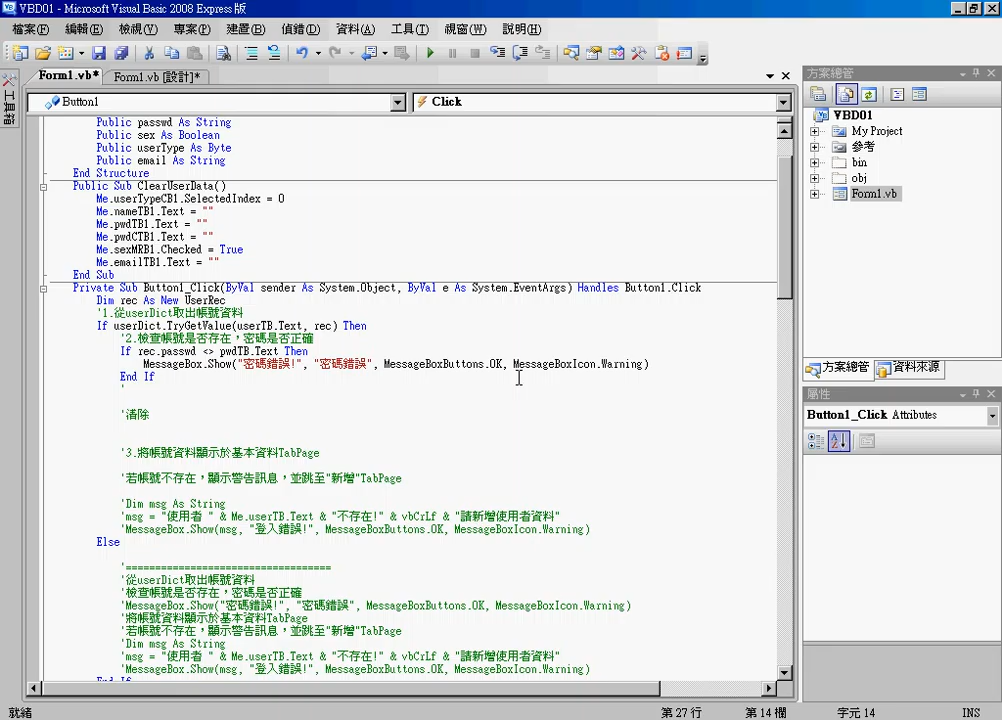 VBD01 - Microsoft Visual Basic 2008 Express 版
檔案(F) 編輯(E) 檢視(V) 專案(P) 建置(B) 偵錯(D) 資料(A) 工具(T) 視窗(W) 說明(H)
Form1.vb* Form1.vb [設計]*
工具箱
Button1 Click
Public passwd As String
Public sex As Boolean
Public userType As Byte
Public email As String
End Structure
Public Sub ClearUserData()
Me.userTypeCB1.SelectedIndex = 0
Me.nameTB1.Text = ""
Me.pwdTB1.Text = ""
Me.pwdCTB1.Text = ""
Me.sexMRB1.Checked = True
Me.emailTB1.Text = ""
End Sub
Private Sub Button1_Click(ByVal sender As System.Object, ByVal e As System.EventArgs) Handles Button1.Click
Dim rec As New UserRec
'1.從userDict取出帳號資料
If userDict.TryGetValue(userTB.Text, rec) Then
'2.檢查帳號是否存在，密碼是否正確
If rec.passwd <> pwdTB.Text Then
MessageBox.Show("密碼錯誤!", "密碼錯誤", MessageBoxButtons.OK, MessageBoxIcon.Warning)
End If
'
'清除
'3.將帳號資料顯示於基本資料TabPage
'若帳號不存在，顯示警告訊息，並跳至"新增"TabPage
'Dim msg As String
'msg = "使用者 " & Me.userTB.Text & "不存在!" & vbCrLf & "請新增使用者資料"
'MessageBox.Show(msg, "登入錯誤!", MessageBoxButtons.OK, MessageBoxIcon.Warning)
Else
'==================================
'從userDict取出帳號資料
'檢查帳號是否存在，密碼是否正確
'MessageBox.Show("密碼錯誤!", "密碼錯誤", MessageBoxButtons.OK, MessageBoxIcon.Warning)
'將帳號資料顯示於基本資料TabPage
'若帳號不存在，顯示警告訊息，並跳至"新增"TabPage
'Dim msg As String
'msg = "使用者 " & Me.userTB.Text & "不存在!" & vbCrLf & "請新增使用者資料"
'MessageBox.Show(msg, "登入錯誤!", MessageBoxButtons.OK, MessageBoxIcon.Warning)
End If
方案總管
VBD01
My Project
參考
bin
obj
Form1.vb
方案總管 資料來源
屬性
Button1_Click Attributes
就緒 第 27 行 第 14 欄 字元 14 INS